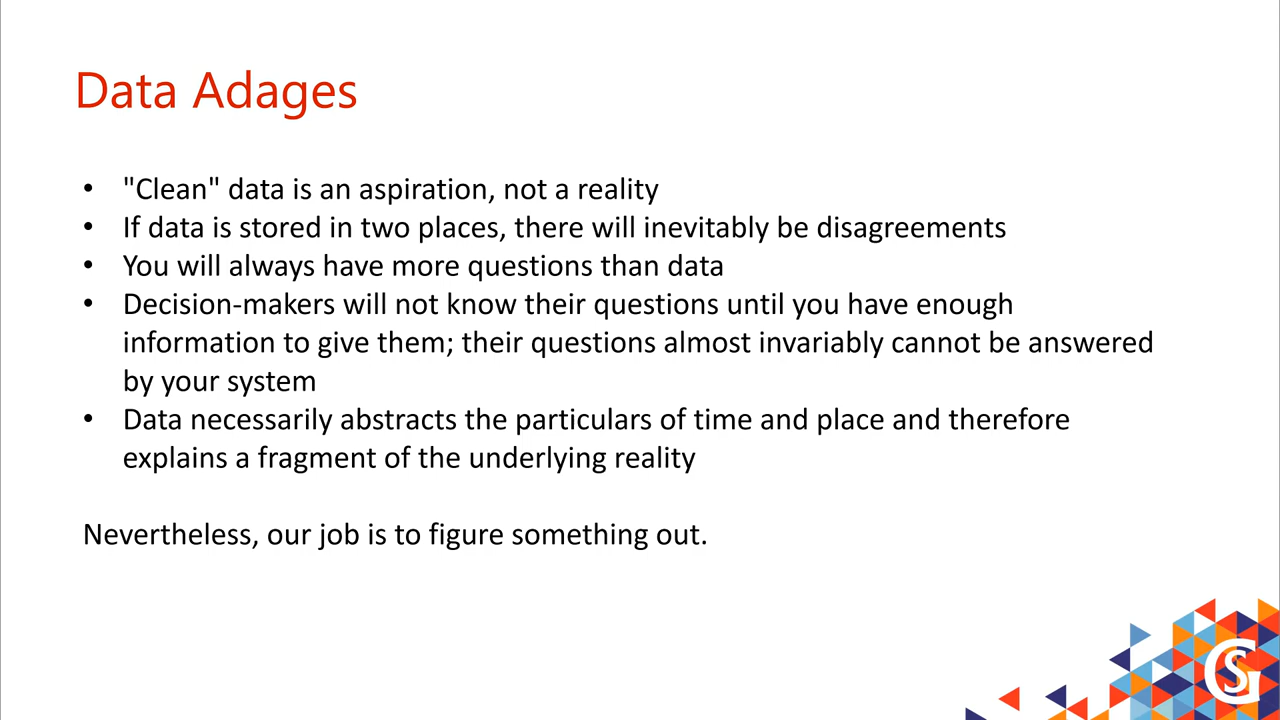 Data Adages
• "Clean" data is an aspiration, not a reality
• If data is stored in two places, there will inevitably be disagreements
• You will always have more questions than data
• Decision-makers will not know their questions until you have enough
information to give them; their questions almost invariably cannot be answered
by your system
• Data necessarily abstracts the particulars of time and place and therefore
explains a fragment of the underlying reality
Nevertheless, our job is to figure something out.
GS